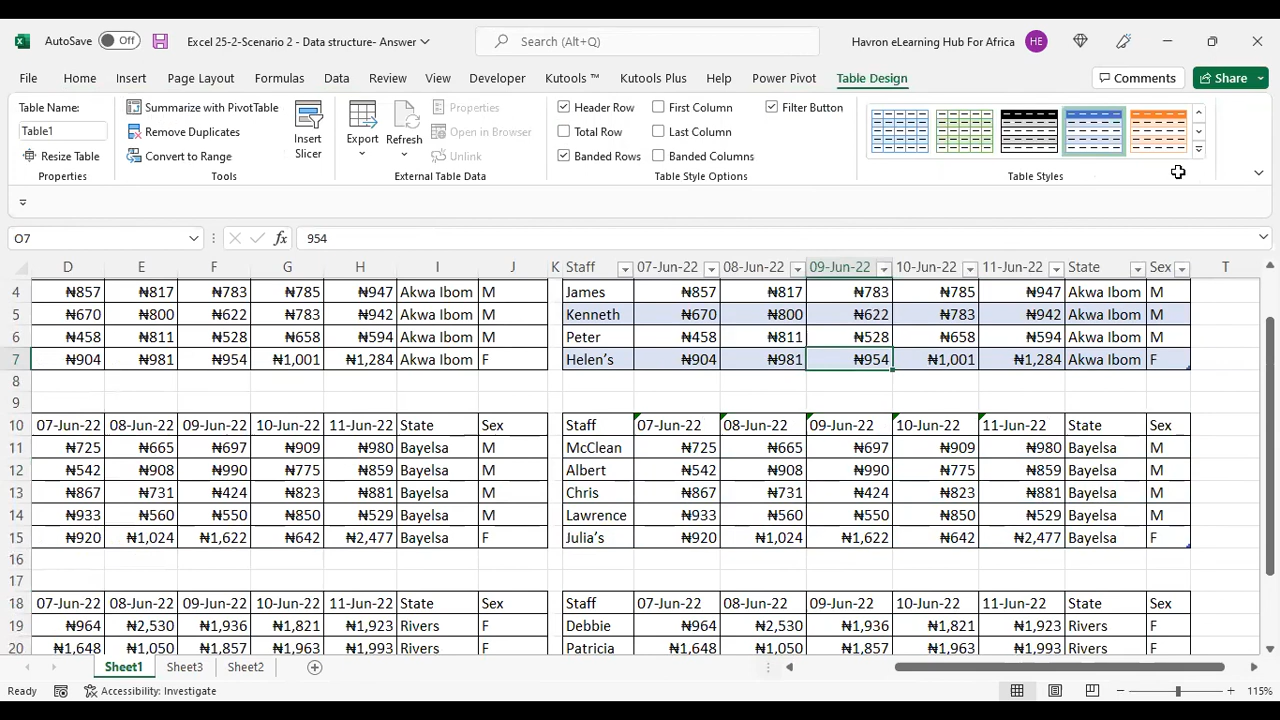 AutoSave Off Excel 25-2-Scenario 2 - Data structure- Answer Search (Alt+Q) Havron eLearning Hub For Africa HE
File Home Insert Page Layout Formulas Data Review View Developer Kutools ™ Kutools Plus Help Power Pivot Table Design Comments Share
Table Name: Summarize with PivotTable Properties Header Row First Column Filter Button
Table1 Remove Duplicates Insert Slicer Export Refresh Open in Browser Total Row Last Column
Resize Table Convert to Range Unlink Banded Rows Banded Columns
Properties Tools External Table Data Table Style Options Table Styles
O7 fx 954
D E F G H I J K Staff 07-Jun-22 08-Jun-22 09-Jun-22 10-Jun-22 11-Jun-22 State Sex T
4 ₦857 ₦817 ₦783 ₦785 ₦947 Akwa Ibom M James ₦857 ₦817 ₦783 ₦785 ₦947 Akwa Ibom M
5 ₦670 ₦800 ₦622 ₦783 ₦942 Akwa Ibom M Kenneth ₦670 ₦800 ₦622 ₦783 ₦942 Akwa Ibom M
6 ₦458 ₦811 ₦528 ₦658 ₦594 Akwa Ibom M Peter ₦458 ₦811 ₦528 ₦658 ₦594 Akwa Ibom M
7 ₦904 ₦981 ₦954 ₦1,001 ₦1,284 Akwa Ibom F Helen's ₦904 ₦981 ₦954 ₦1,001 ₦1,284 Akwa Ibom F
8
9
10 07-Jun-22 08-Jun-22 09-Jun-22 10-Jun-22 11-Jun-22 State Sex Staff 07-Jun-22 08-Jun-22 09-Jun-22 10-Jun-22 11-Jun-22 State Sex
11 ₦725 ₦665 ₦697 ₦909 ₦980 Bayelsa M McClean ₦725 ₦665 ₦697 ₦909 ₦980 Bayelsa M
12 ₦542 ₦908 ₦990 ₦775 ₦859 Bayelsa M Albert ₦542 ₦908 ₦990 ₦775 ₦859 Bayelsa M
13 ₦867 ₦731 ₦424 ₦823 ₦881 Bayelsa M Chris ₦867 ₦731 ₦424 ₦823 ₦881 Bayelsa M
14 ₦933 ₦560 ₦550 ₦850 ₦529 Bayelsa M Lawrence ₦933 ₦560 ₦550 ₦850 ₦529 Bayelsa M
15 ₦920 ₦1,024 ₦1,622 ₦642 ₦2,477 Bayelsa F Julia's ₦920 ₦1,024 ₦1,622 ₦642 ₦2,477 Bayelsa F
16
17
18 07-Jun-22 08-Jun-22 09-Jun-22 10-Jun-22 11-Jun-22 State Sex Staff 07-Jun-22 08-Jun-22 09-Jun-22 10-Jun-22 11-Jun-22 State Sex
19 ₦964 ₦2,530 ₦1,936 ₦1,821 ₦1,923 Rivers F Debbie ₦964 ₦2,530 ₦1,936 ₦1,821 ₦1,923 Rivers F
20 ₦1,648 ₦1,050 ₦1,857 ₦1,963 ₦1,993 Rivers F Patricia ₦1,648 ₦1,050 ₦1,857 ₦1,963 ₦1,993 Rivers F
Sheet1 Sheet3 Sheet2
Ready Accessibility: Investigate 115%